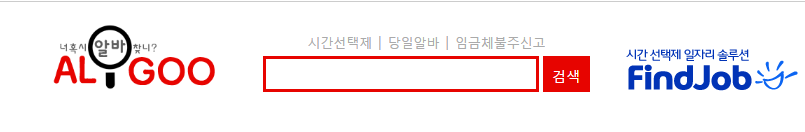 너혹시 알바 찾니?
ALGOO
시간선택제 | 당일알바 | 임금체불주신고
검색
시간 선택제 일자리 솔루션
FindJob